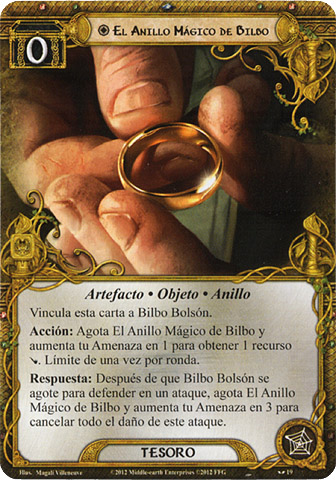 0
El Anillo Mágico de Bilbo
Artefacto • Objeto • Anillo
Vincula esta carta a Bilbo Bolsón.
Acción: Agota El Anillo Mágico de Bilbo y
aumenta tu Amenaza en 1 para obtener 1 recurso
. Límite de una vez por ronda.
Respuesta: Después de que Bilbo Bolsón se
agote para defender en un ataque, agota El Anillo
Mágico de Bilbo y aumenta tu Amenaza en 3 para
cancelar todo el daño de este ataque.
TESORO
Illus. Magali Villeneuve ©2012 Middle-earth Enterprises ©2012 FFG 19